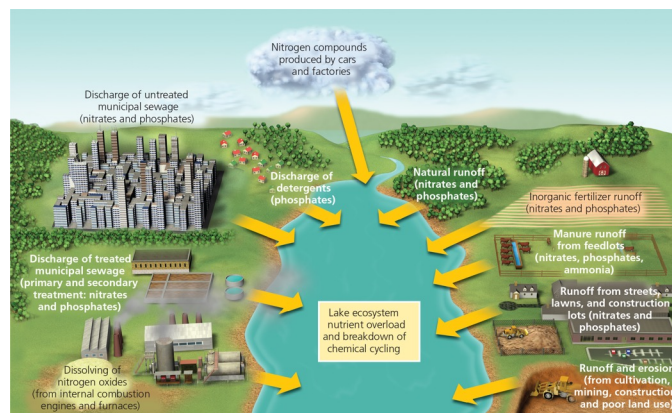 Nitrogen compounds
produced by cars
and factories
Discharge of untreated
municipal sewage
(nitrates and phosphates)
Discharge of
detergents
(phosphates)
Natural runoff
(nitrates and
phosphates)
Inorganic fertilizer runoff
(nitrates and phosphates)
Manure runoff
from feedlots
(nitrates, phosphates,
ammonia)
Discharge of treated
municipal sewage
(primary and secondary
treatment: nitrates
and phosphates)
Runoff from streets,
lawns, and construction
lots (nitrates and
phosphates)
Lake ecosystem
nutrient overload
and breakdown of
chemical cycling
Dissolving of
nitrogen oxides
(from internal combustion
engines and furnaces)
Runoff and erosion
(from cultivation,
mining, construction,
and poor land use)